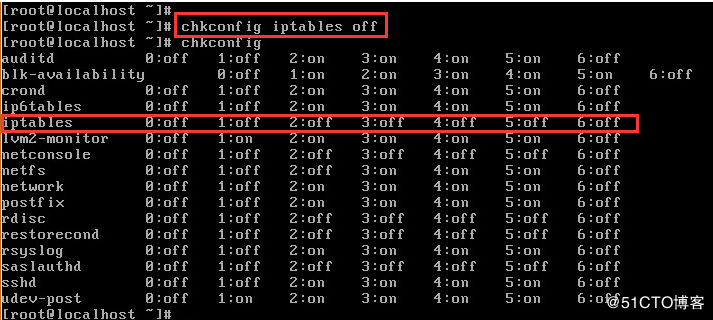 [root@localhost ~]#
[root@localhost ~]# chkconfig iptables off
[root@localhost ~]# chkconfig
auditd 0:off 1:off 2:on 3:on 4:on 5:on 6:off
blk-availability 0:off 1:on 2:on 3:on 4:on 5:on 6:off
crond 0:off 1:off 2:on 3:on 4:on 5:on 6:off
ip6tables 0:off 1:off 2:on 3:on 4:on 5:on 6:off
iptables 0:off 1:off 2:off 3:off 4:off 5:off 6:off
lvm2-monitor 0:off 1:on 2:on 3:on 4:on 5:on 6:off
netconsole 0:off 1:off 2:off 3:off 4:off 5:off 6:off
netfs 0:off 1:off 2:off 3:on 4:on 5:on 6:off
network 0:off 1:off 2:on 3:on 4:on 5:on 6:off
postfix 0:off 1:off 2:on 3:on 4:on 5:on 6:off
rdisc 0:off 1:off 2:off 3:off 4:off 5:off 6:off
restorecond 0:off 1:off 2:off 3:off 4:off 5:off 6:off
rsyslog 0:off 1:off 2:on 3:on 4:on 5:on 6:off
saslauthd 0:off 1:off 2:off 3:off 4:off 5:off 6:off
sshd 0:off 1:off 2:on 3:on 4:on 5:on 6:off
udev-post 0:off 1:on 2:on 3:on 4:on 5:on 6:off
[root@localhost ~]#
@51CTO博客